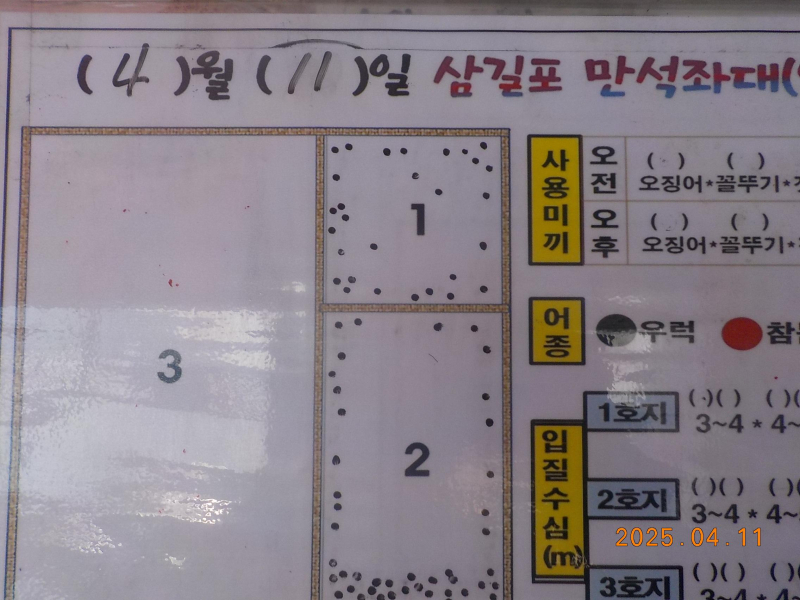 ( 4 )월 ( 11 )일 삼길포 만석좌대(
사용미끼
오전 ( ) ( )
오징어*꼴뚜기*
오후 ( ) ( )
오징어*꼴뚜기*
1
어종
우럭
3
1호지 ( )( ) ( )(
3~4 * 4~
입질수심(m)
2
2호지 ( )( ) ( )(
3~4 * 4~
2025.04.11
3호지 ( )( ) ( )(
3~4 * 4~